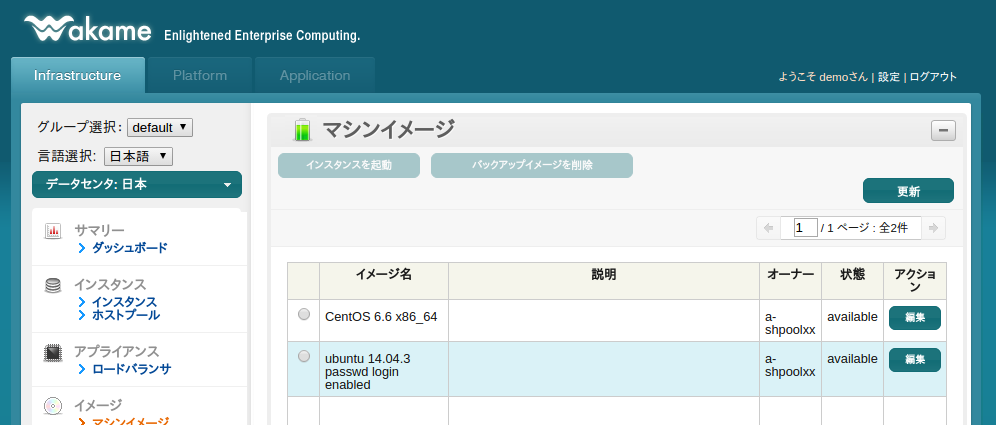 Wakame Enlightened Enterprise Computing.
Infrastructure Platform Application
ようこそ demoさん | 設定 | ログアウト
グループ選択: default
言語選択: 日本語
データセンタ: 日本
サマリー
ダッシュボード
インスタンス
インスタンス
ホストプール
アプライアンス
ロードバランサ
イメージ
マシンイメージ
マシンイメージ
インスタンスを起動 バックアップイメージを削除
更新
1 / 1 ページ : 全2件
イメージ名 説明 オーナー 状態 アクショ
ン
CentOS 6.6 x86_64 a- available 編集
shpoolxx
ubuntu 14.04.3 a- available 編集
passwd login shpoolxx
enabled